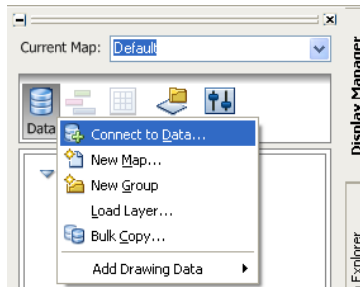 Current Map: Default
Data
Connect to Data...
New Map...
New Group
Load Layer...
Bulk Copy...
Add Drawing Data
Display Manager
Explorer